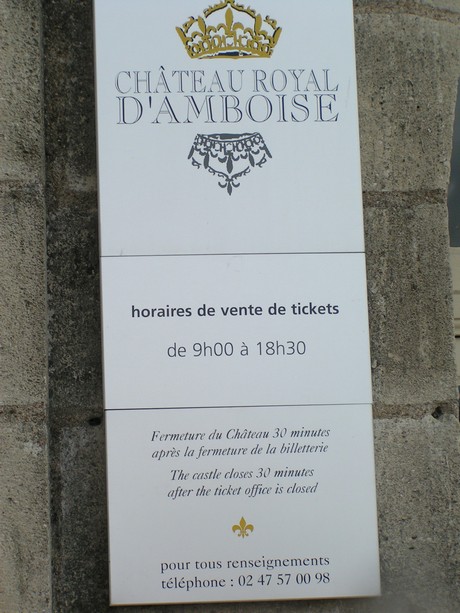 CHÂTEAU ROYAL
D'AMBOISE
horaires de vente de tickets
de 9h00 à 18h30
Fermeture du Château 30 minutes
après la fermeture de la billetterie
The castle closes 30 minutes
after the ticket office is closed
pour tous renseignements
téléphone : 02 47 57 00 98